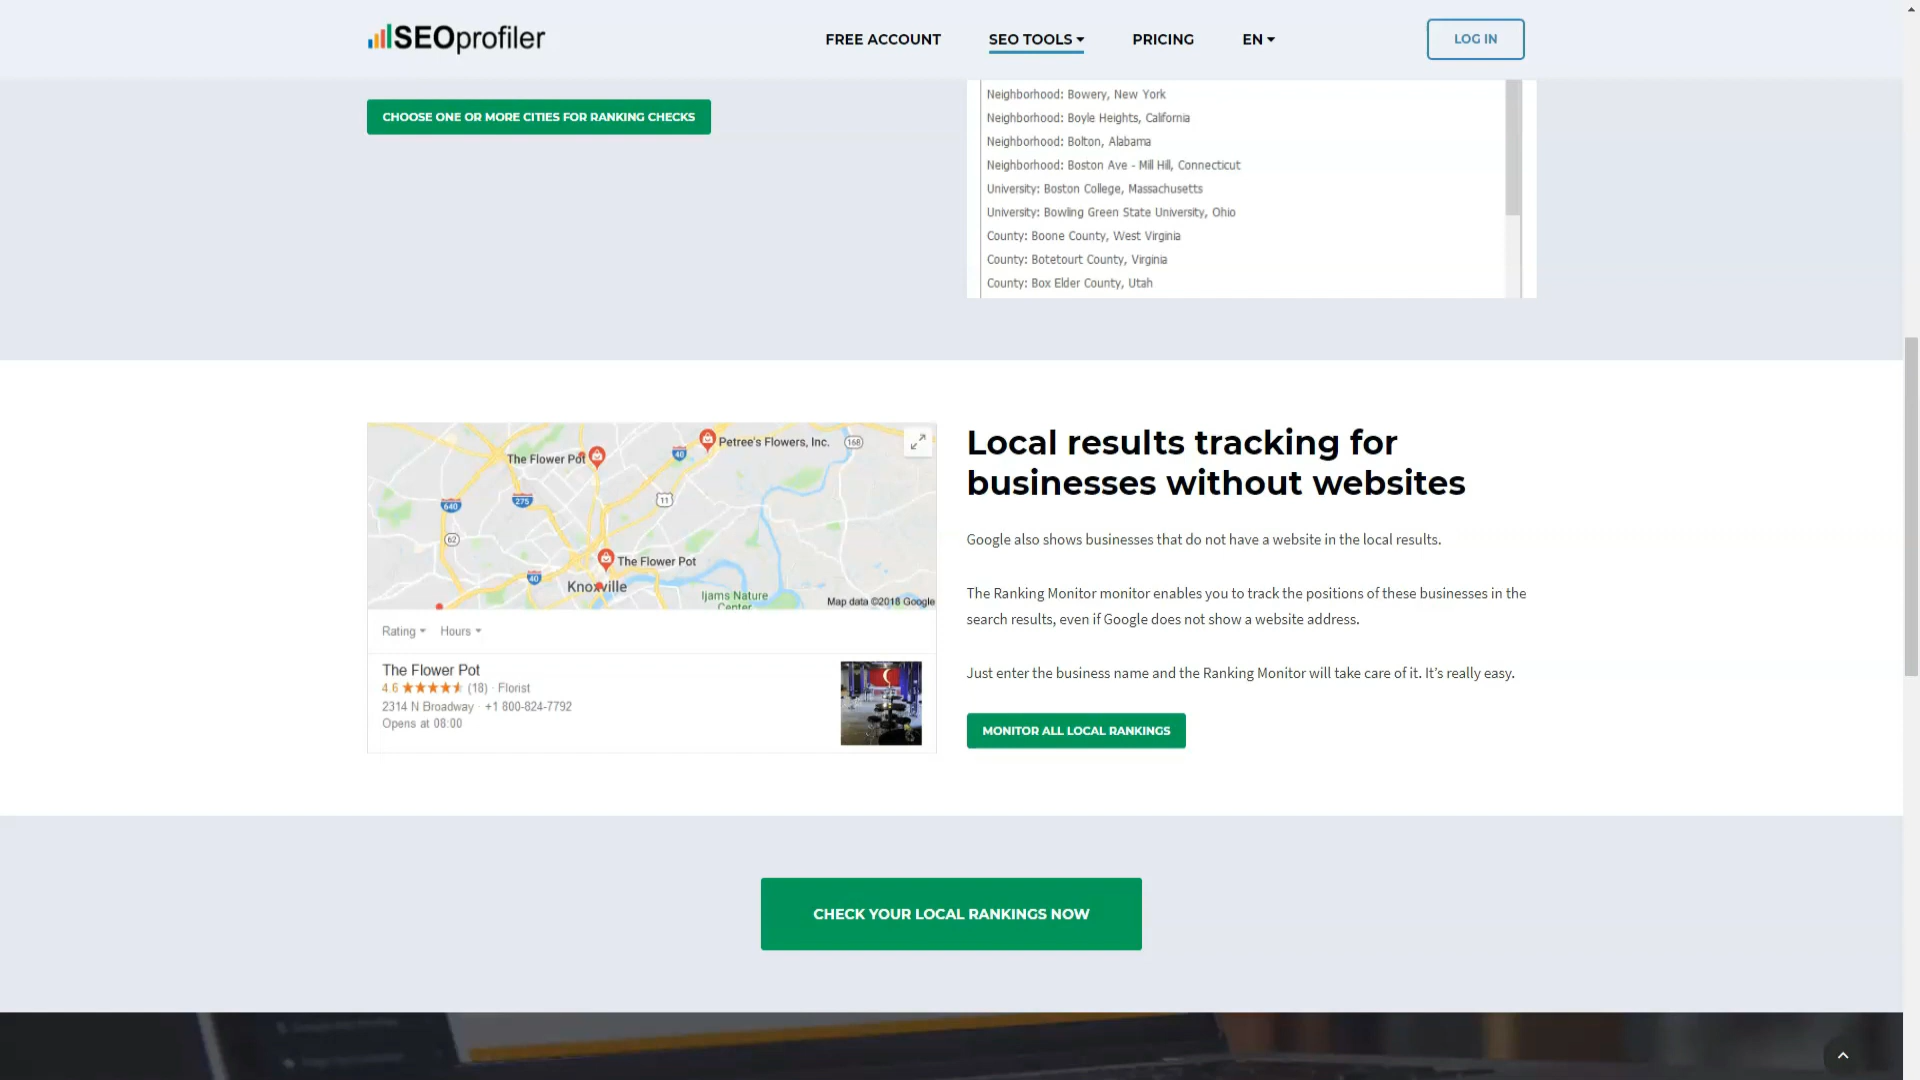 SEOprofiler
FREE ACCOUNT
SEO TOOLS
PRICING
EN
LOG IN
CHOOSE ONE OR MORE CITIES FOR RANKING CHECKS
Neighborhood: Bowery, New York
Neighborhood: Boyle Heights, California
Neighborhood: Bolton, Alabama
Neighborhood: Boston Ave - Mill Hill, Connecticut
University: Boston College, Massachusetts
University: Bowling Green State University, Ohio
County: Boone County, West Virginia
County: Botetourt County, Virginia
County: Box Elder County, Utah
Petree's Flowers, Inc.
168
The Flower Pot
40
640
275
11
62
The Flower Pot
40
Knoxville
Ijams Nature
Center
Map data ©2018 Google
Rating
Hours
The Flower Pot
4.6 ★★★★★ (18) · Florist
2314 N Broadway · +1 800-824-7792
Opens at 08:00
Local results tracking for
businesses without websites
Google also shows businesses that do not have a website in the local results.
The Ranking Monitor monitor enables you to track the positions of these businesses in the
search results, even if Google does not show a website address.
Just enter the business name and the Ranking Monitor will take care of it. It’s really easy.
MONITOR ALL LOCAL RANKINGS
CHECK YOUR LOCAL RANKINGS NOW